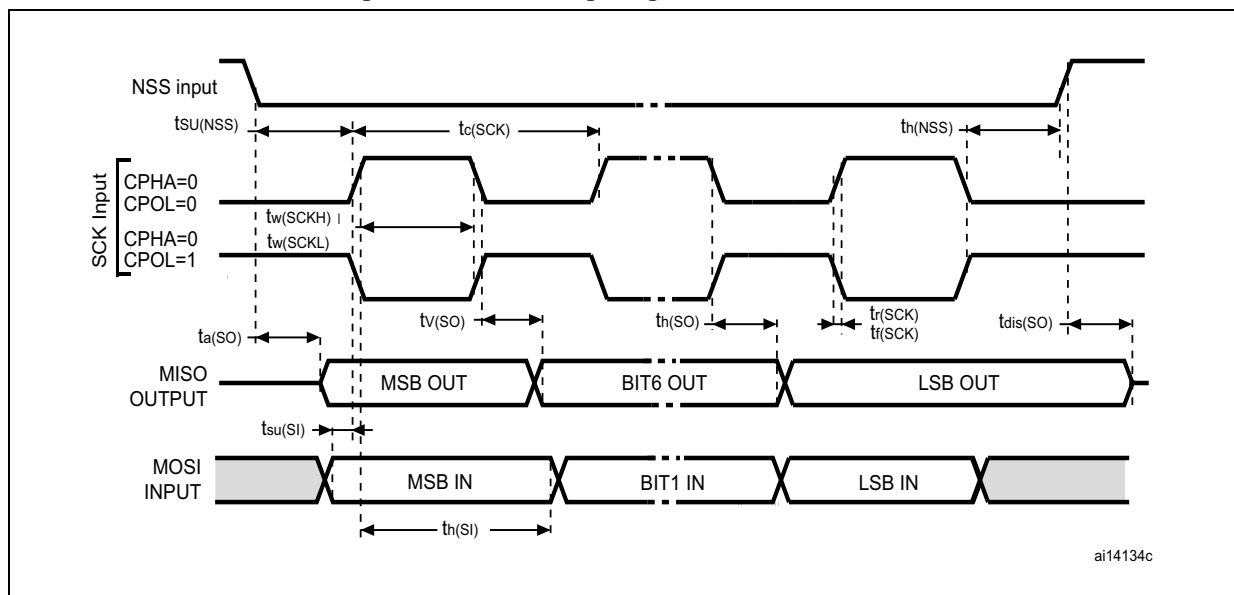 NSS input
tSU(NSS)
tc(SCK)
th(NSS)
SCK Input
CPHA=0
CPOL=0
tw(SCKH)
CPHA=0
CPOL=1
tw(SCKL)
ta(SO)
tV(SO)
th(SO)
tr(SCK)
tf(SCK)
tdis(SO)
MISO
OUTPUT
MSB OUT
BIT6 OUT
LSB OUT
tsu(SI)
MOSI
INPUT
MSB IN
BIT1 IN
LSB IN
th(SI)
ai14134c